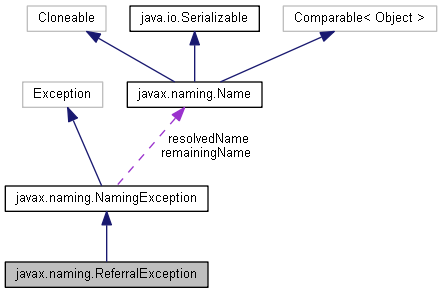 Cloneable
java.io.Serializable
Comparable< Object >
Exception
javax.naming.Name
resolvedName
remainingName
javax.naming.NamingException
javax.naming.ReferralException